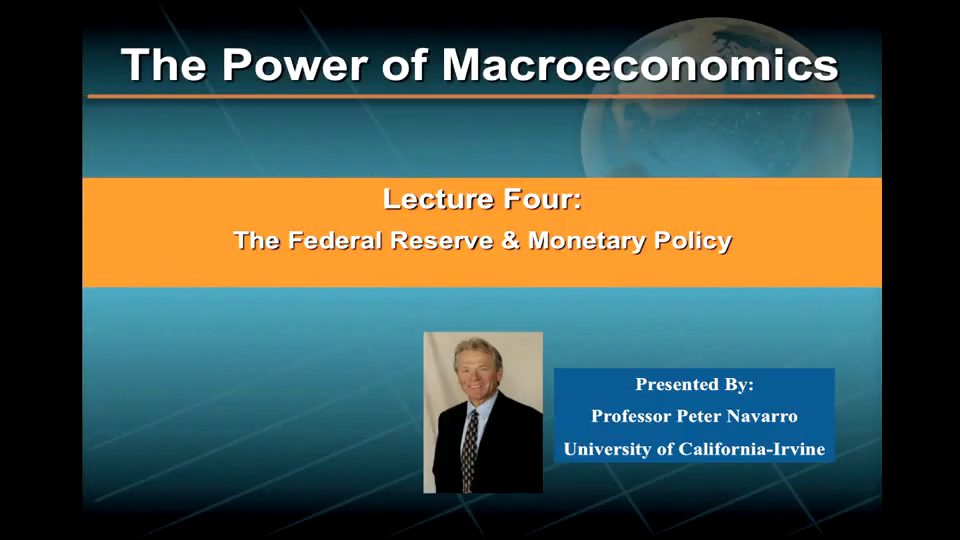 The Power of Macroeconomics
Lecture Four:
The Federal Reserve & Monetary Policy
Presented By:
Professor Peter Navarro
University of California-Irvine